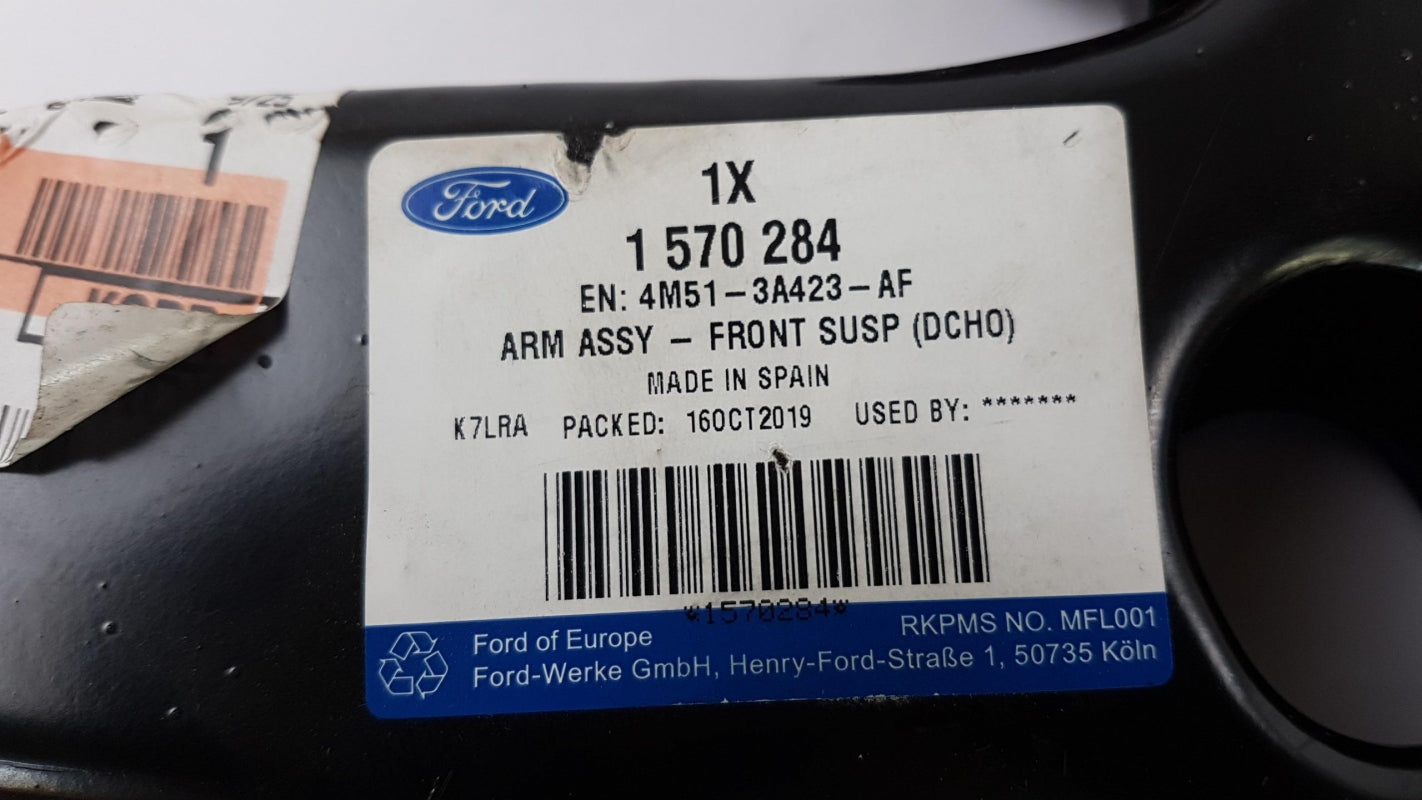 1
Ford
1X
1 570 284
EN: 4M51-3A423-AF
ARM ASSY - FRONT SUSP (DCHO)
MADE IN SPAIN
K7LRA PACKED: 16OCT2019 USED BY: *******
*1570284*
Ford of Europe
RKPMS NO. MFL001
Ford-Werke GmbH, Henry-Ford-Straße 1, 50735 Köln